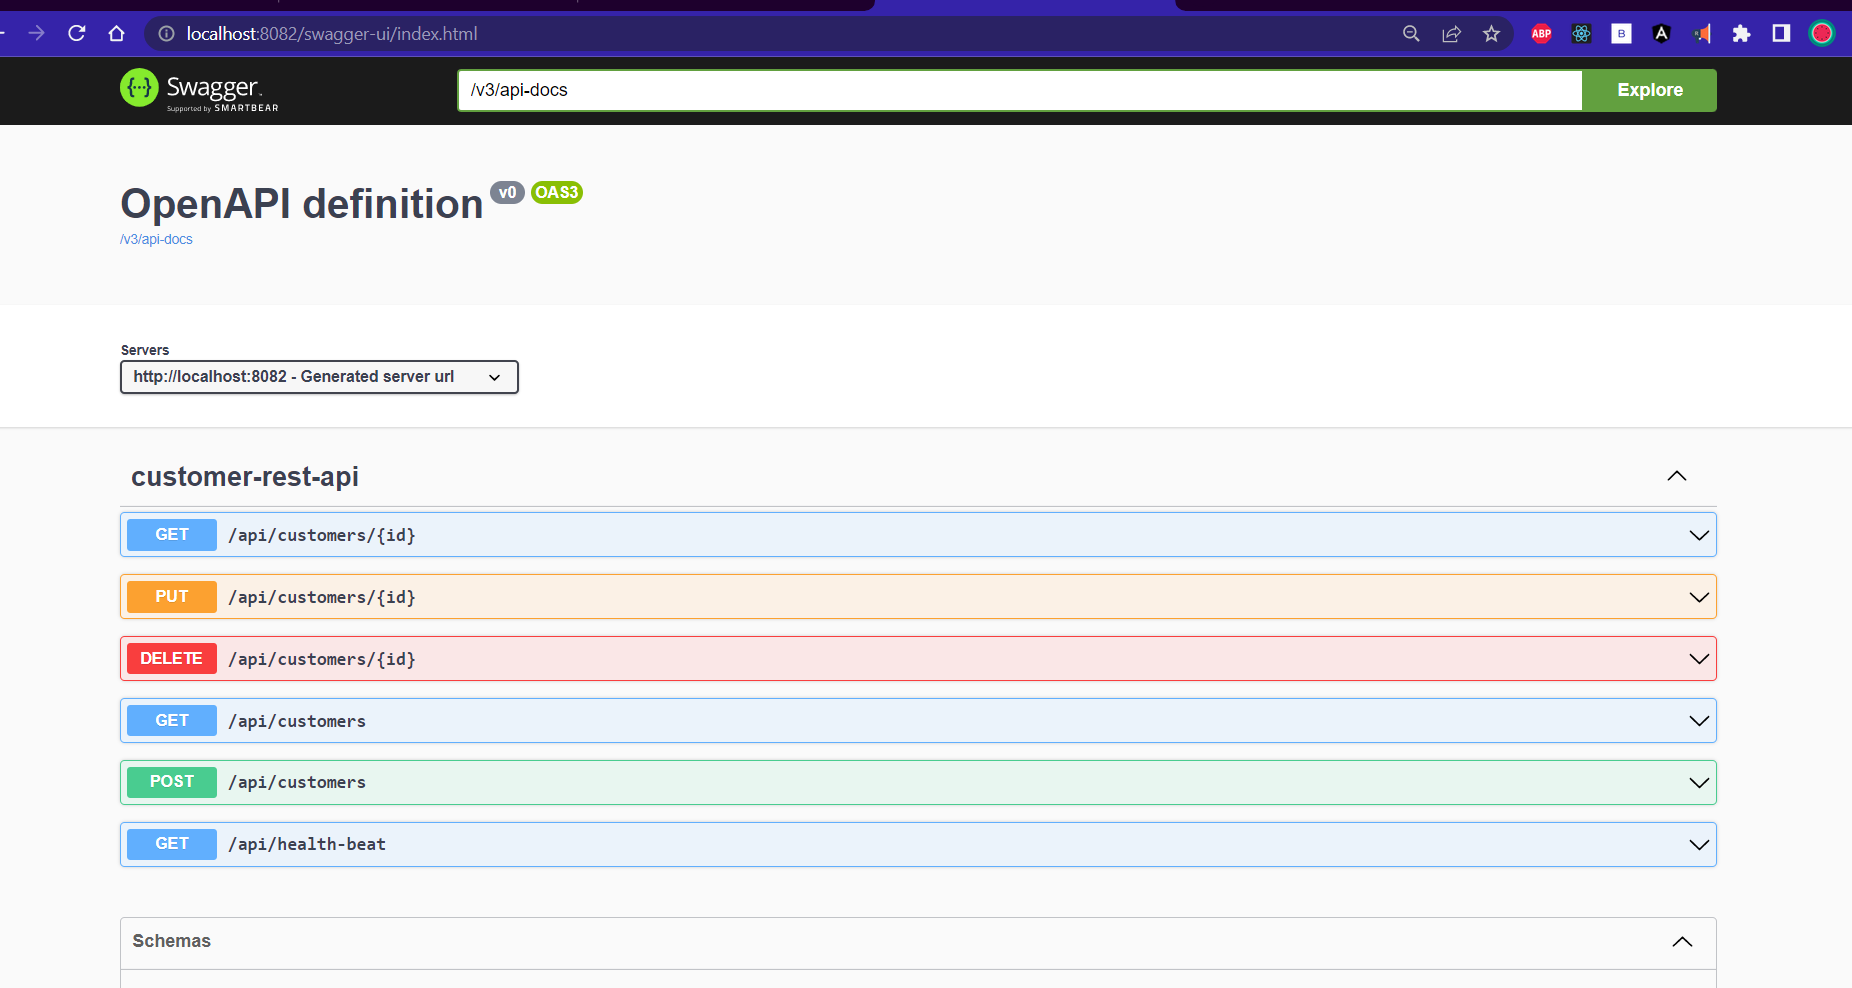 localhost:8082/swagger-ui/index.html
ABP
B
A
Swagger.
Supported by SMARTBEAR
/v3/api-docs
Explore
OpenAPI definition v0 OAS3
/v3/api-docs
Servers
http://localhost:8082 - Generated server url
customer-rest-api
GET /api/customers/{id}
PUT /api/customers/{id}
DELETE /api/customers/{id}
GET /api/customers
POST /api/customers
GET /api/health-beat
Schemas